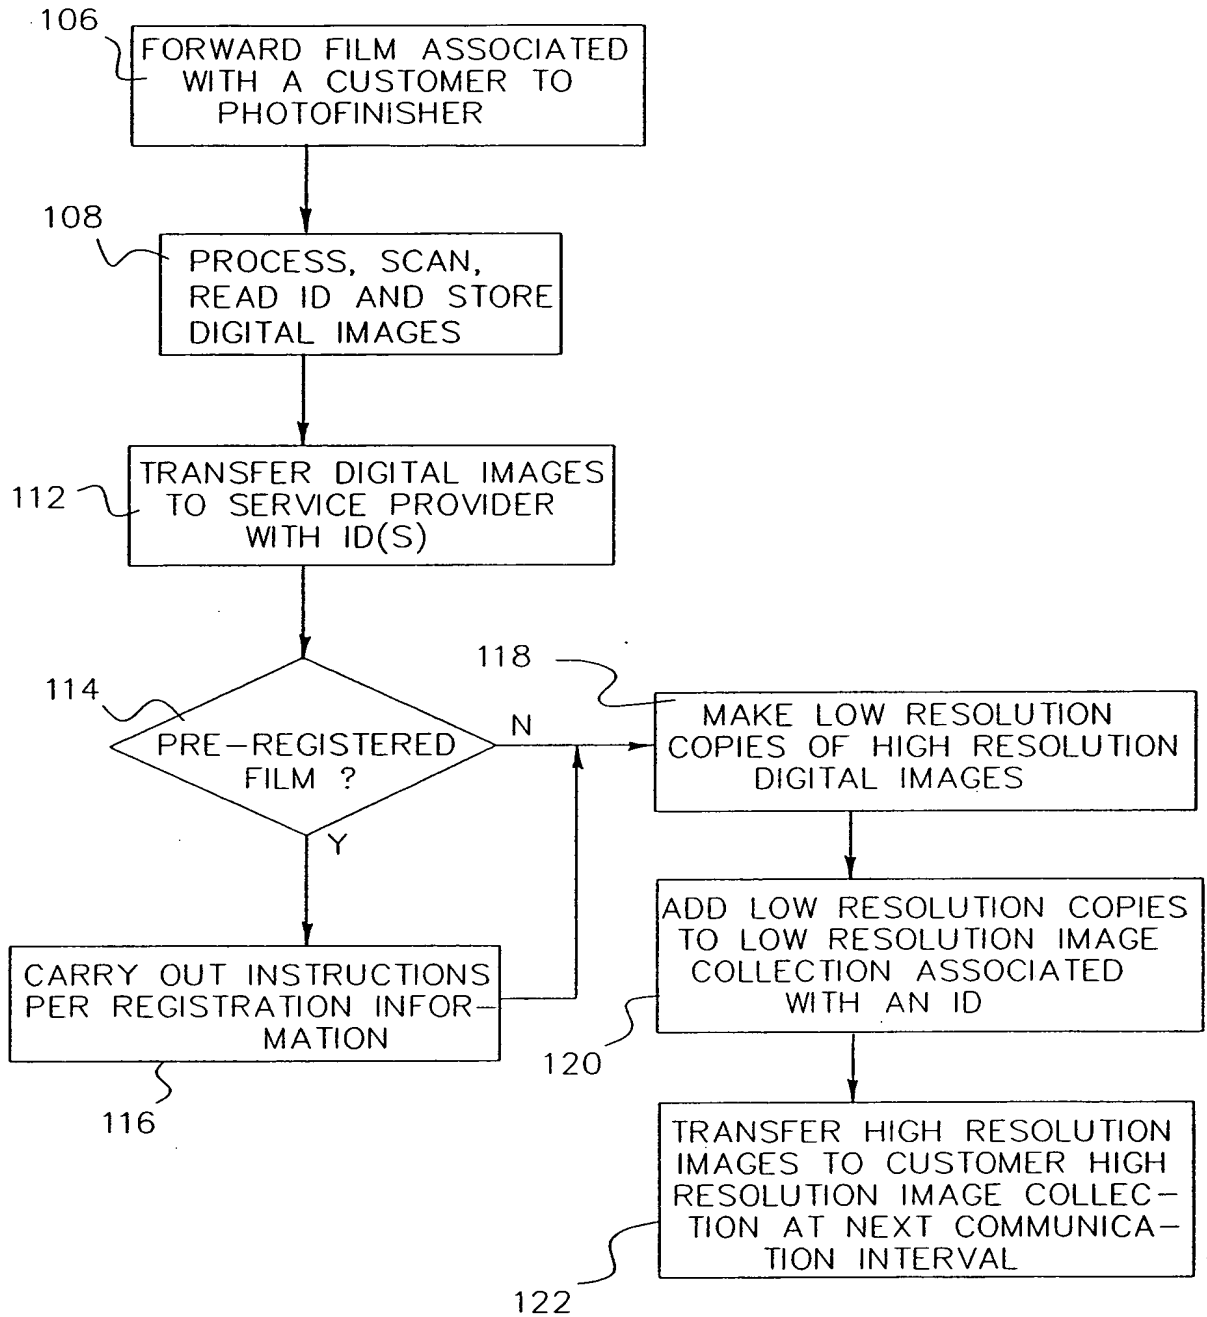 106
FORWARD FILM ASSOCIATED
WITH A CUSTOMER TO
PHOTOFINISHER
108
PROCESS, SCAN,
READ ID AND STORE
DIGITAL IMAGES
112
TRANSFER DIGITAL IMAGES
TO SERVICE PROVIDER
WITH ID(S)
114
PRE-REGISTERED
FILM ?
N
Y
116
CARRY OUT INSTRUCTIONS
PER REGISTRATION INFOR-
MATION
118
MAKE LOW RESOLUTION
COPIES OF HIGH RESOLUTION
DIGITAL IMAGES
120
ADD LOW RESOLUTION COPIES
TO LOW RESOLUTION IMAGE
COLLECTION ASSOCIATED
WITH AN ID
122
TRANSFER HIGH RESOLUTION
IMAGES TO CUSTOMER HIGH
RESOLUTION IMAGE COLLEC-
TION AT NEXT COMMUNICA-
TION INTERVAL